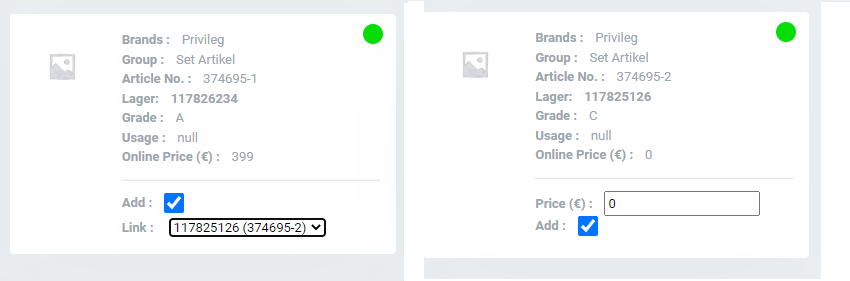 Brands : Privileg
Group : Set Artikel
Article No. : 374695-1
Lager: 117826234
Grade : A
Usage : null
Online Price (€) : 399
Add :
Link : 117825126 (374695-2)
Brands : Privileg
Group : Set Artikel
Article No. : 374695-2
Lager: 117825126
Grade : C
Usage : null
Online Price (€) : 0
Price (€) : 0
Add :